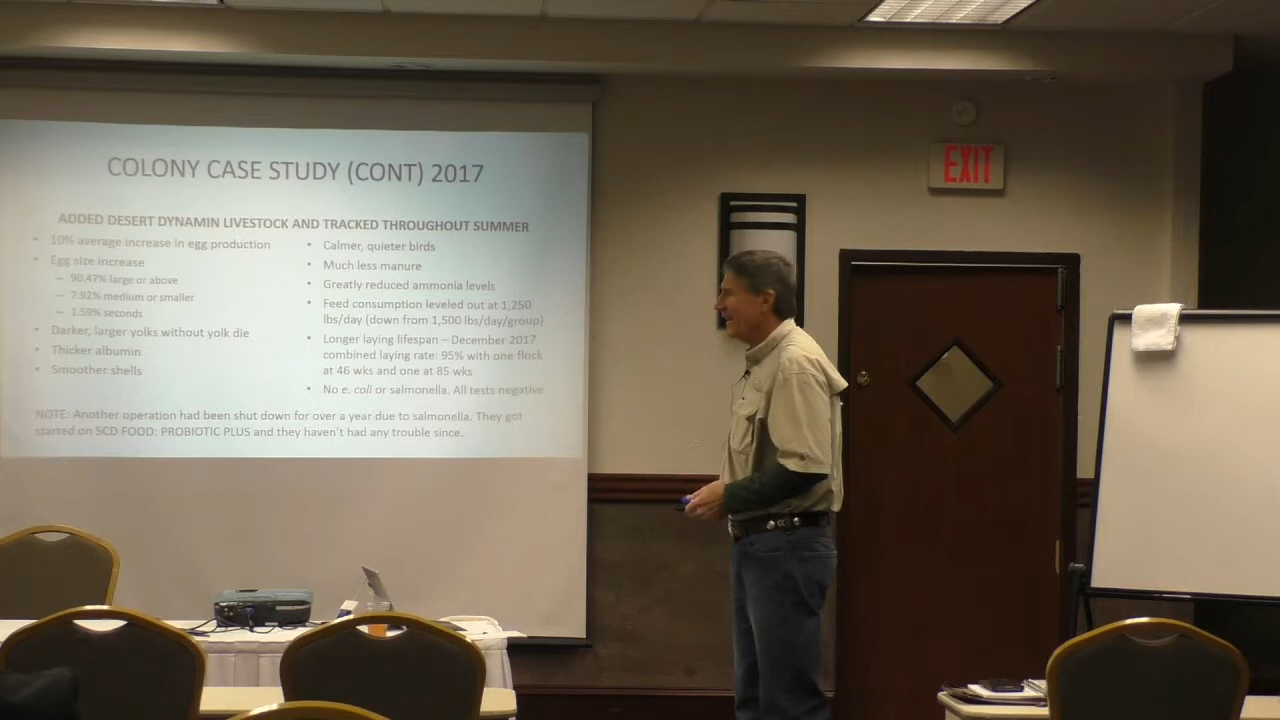 COLONY CASE STUDY (CONT) 2017
ADDED DESERT DYNAMIN LIVESTOCK AND TRACKED THROUGHOUT SUMMER
• 10% average increase in egg production
• Egg size increase
– 90.47% large or above
– 7.92% medium or smaller
– 1.59% seconds
• Darker, larger yolks without yolk die
• Thicker albumin
• Smoother shells
• Calmer, quieter birds
• Much less manure
• Greatly reduced ammonia levels
• Feed consumption leveled out at 1,250
lbs/day (down from 1,500 lbs/day/group)
• Longer laying lifespan – December 2017
combined laying rate: 95% with one flock
at 46 wks and one at 85 wks
• No e. coli or salmonella. All tests negative
NOTE: Another operation had been shut down for over a year due to salmonella. They got
started on SCD FOOD: PROBIOTIC PLUS and they haven't had any trouble since.
EXIT